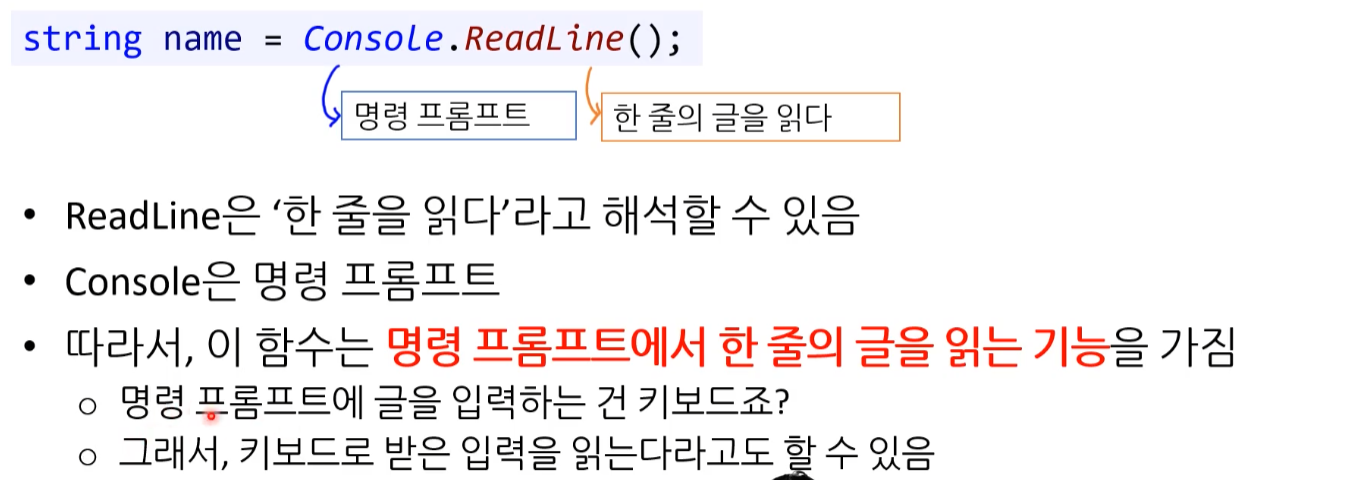 string name = Console.ReadLine();
명령 프롬프트 한 줄의 글을 읽다
• ReadLine은 ‘한 줄을 읽다’라고 해석할 수 있음
• Console은 명령 프롬프트
• 따라서, 이 함수는 명령 프롬프트에서 한 줄의 글을 읽는 기능을 가짐
○ 명령 프롬프트에 글을 입력하는 건 키보드죠?
○ 그래서, 키보드로 받은 입력을 읽는다라고도 할 수 있음